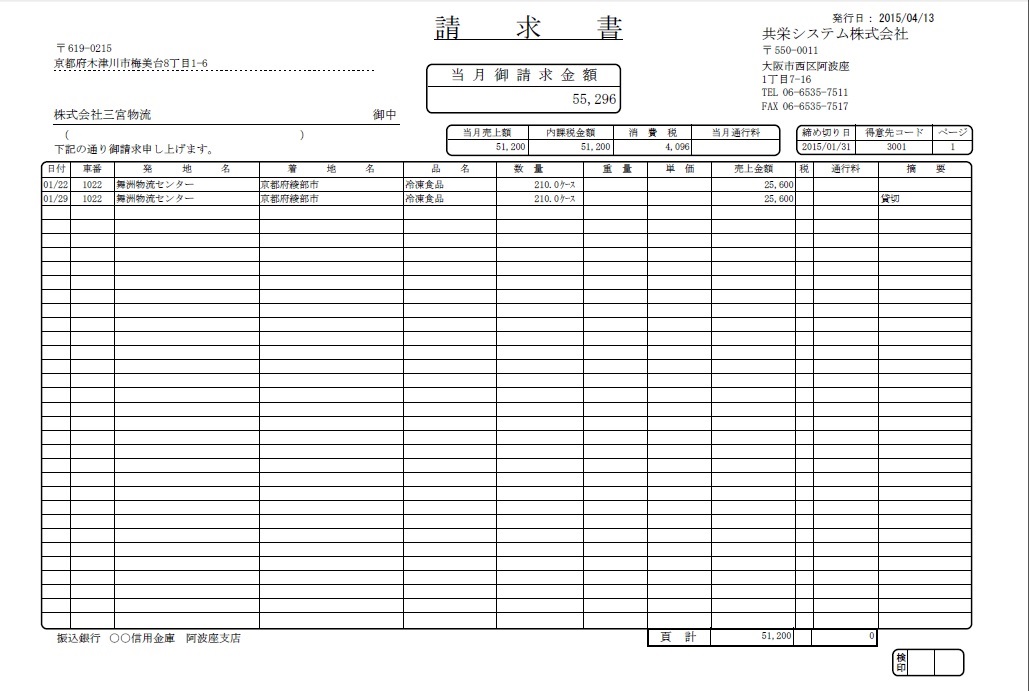 請求書
発行日： 2015/04/13
共栄システム株式会社
〒550-0011
大阪市西区阿波座
1丁目7-16
TEL 06-6535-7511
FAX 06-6535-7517
〒619-0215
京都府木津川市梅美台8丁目1-6
株式会社三宮物流 御中
( )
下記の通り御請求申し上げます。
当月御請求金額
55,296
当月売上額 内課税金額 消費税 当月通行料
51,200 51,200 4,096
締め切り日 得意先コード ページ
2015/01/31 3001 1
日付 車番 発地名 着地名 品名 数量 重量 単価 売上金額 税 通行料 摘要
01/22 1022 舞洲物流センター 京都府綾部市 冷凍食品 210.0ケース 25,600
01/29 1022 舞洲物流センター 京都府綾部市 冷凍食品 210.0ケース 25,600 貸切
頁計 51,200 0
振込銀行 〇〇信用金庫 阿波座支店
検印